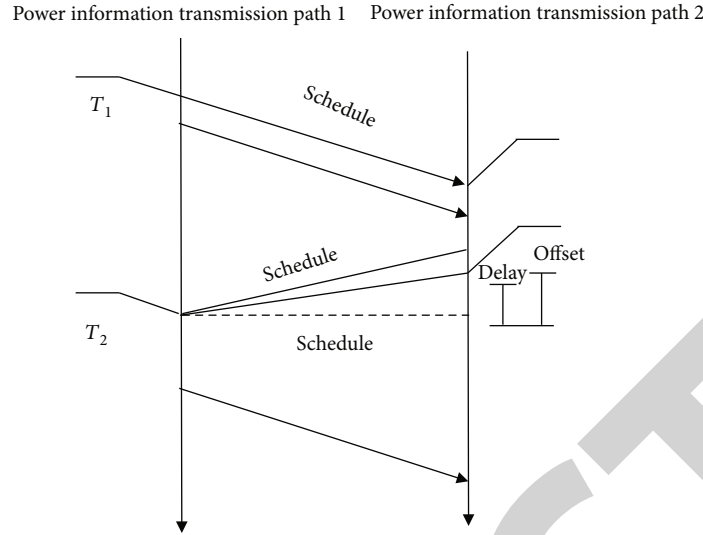 Power information transmission path 1
Power information transmission path 2
T1
Schedule
Schedule
Offset
Delay
T2
Schedule